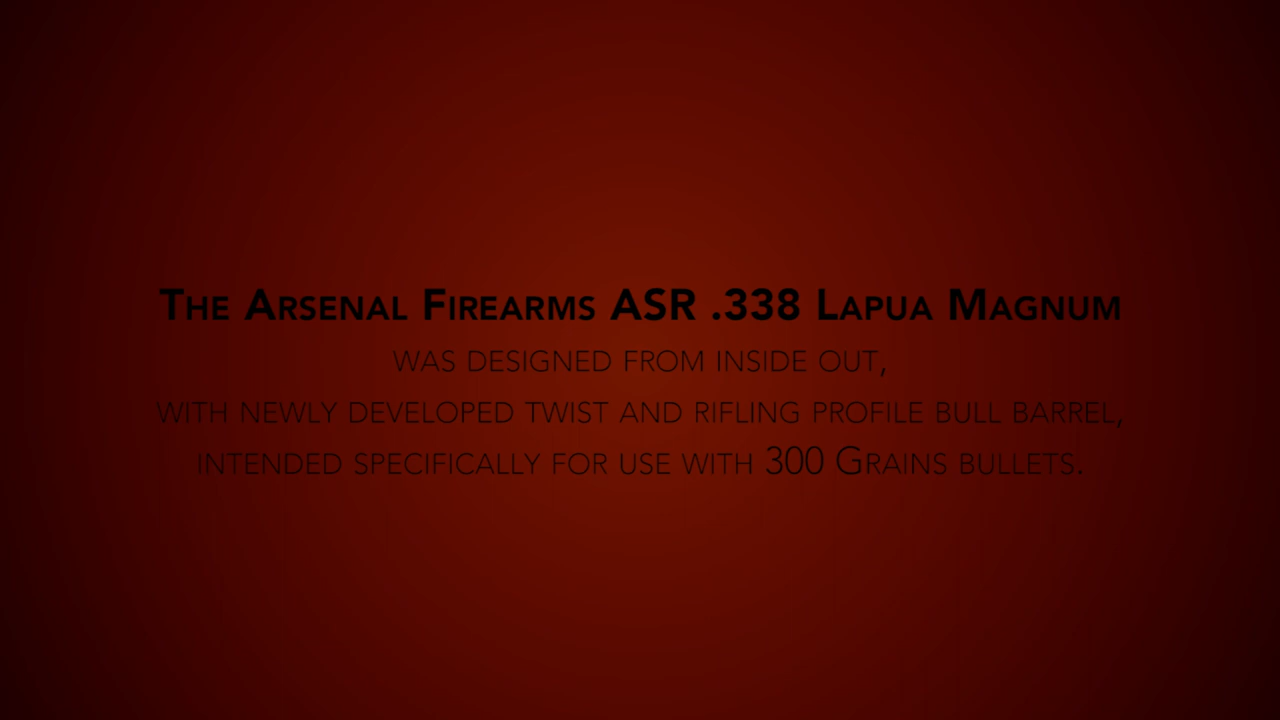 The Arsenal Firearms ASR .338 Lapua Magnum
was designed from inside out,
with newly developed twist and rifling profile bull barrel,
intended specifically for use with 300 Grains bullets.